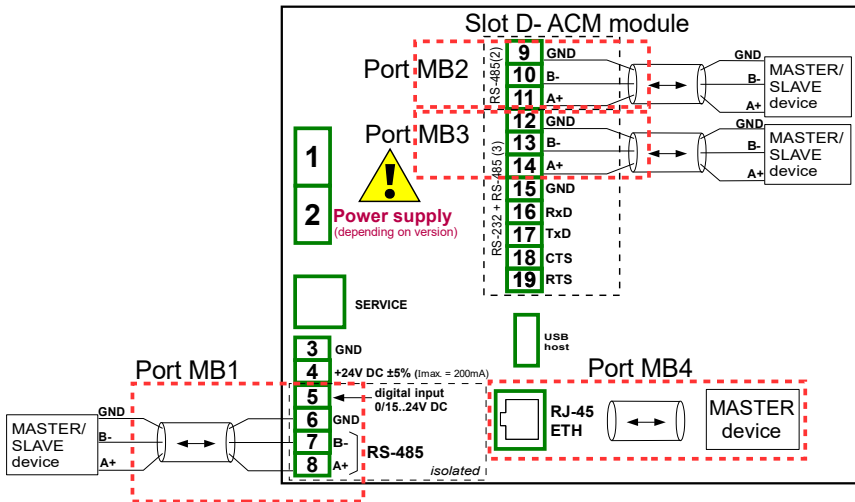 Slot D- ACM module
Port MB2
RS-485(2)
9 GND
10 B-
11 A+
GND
B-
A+
MASTER/
SLAVE
device
Port MB3
RS-232 + RS-485 (3)
12 GND
13 B-
14 A+
15 GND
16 RxD
17 TxD
18 CTS
19 RTS
GND
B-
A+
MASTER/
SLAVE
device
1
2
!
Power supply
(depending on version)
SERVICE
USB
host
3 GND
4 +24V DC ±5% (Imax. = 200mA)
5 digital input
0/15..24V DC
6 GND
7 B-
8 A+
RS-485
isolated
Port MB1
GND
B-
A+
MASTER/
SLAVE
device
Port MB4
RJ-45
ETH
MASTER
device